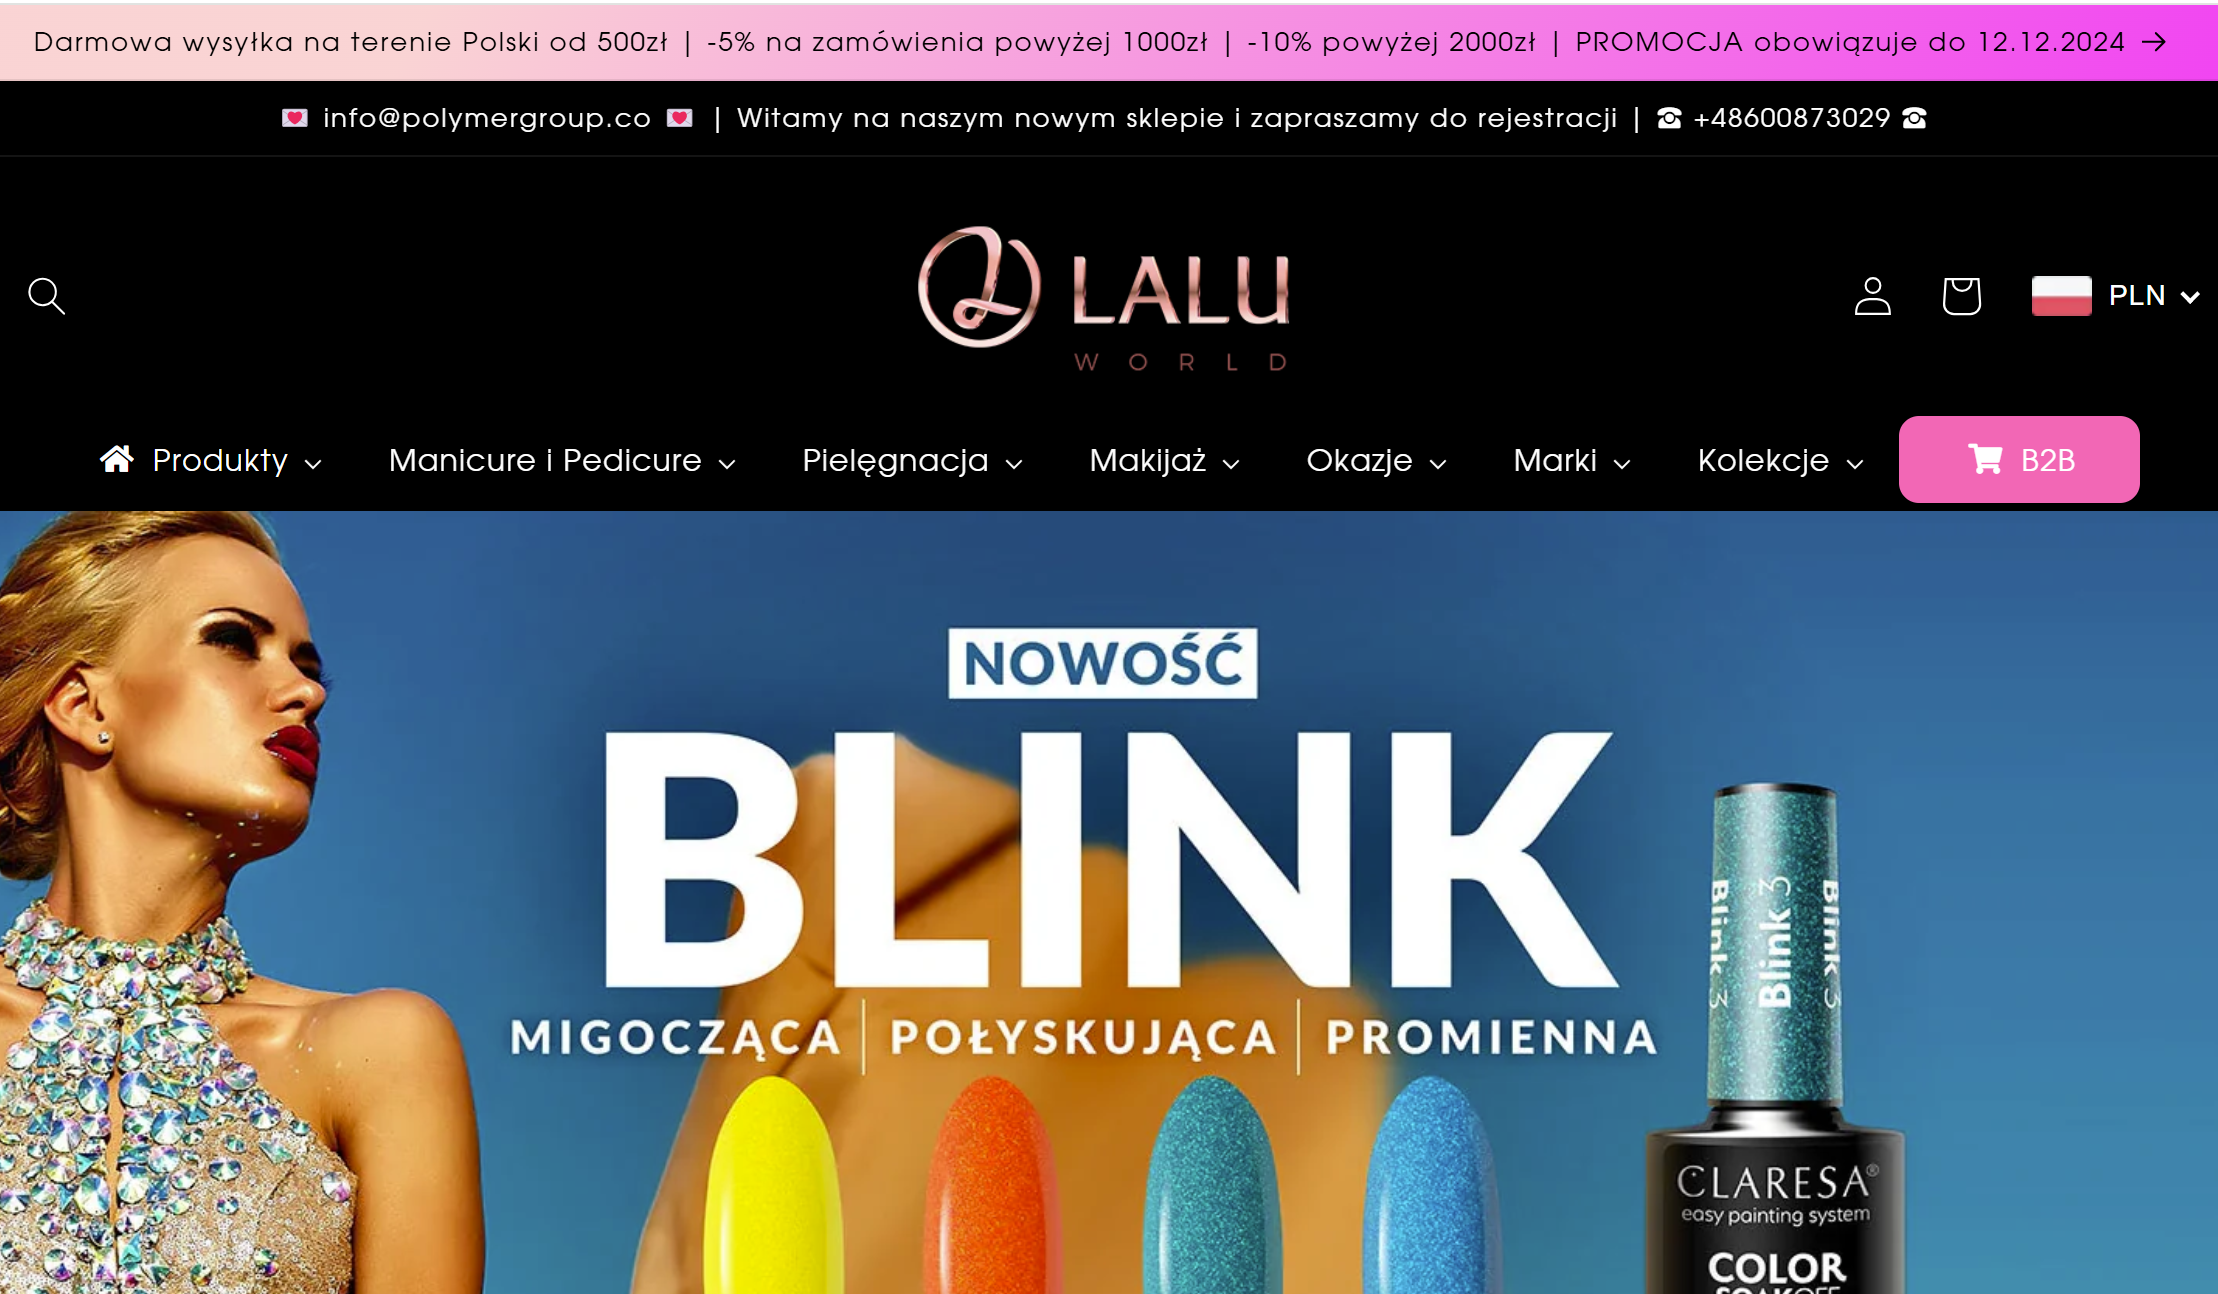 Darmowa wysyłka na terenie Polski od 500zł | -5% na zamówienia powyżej 1000zł | -10% powyżej 2000zł | PROMOCJA obowiązuje do 12.12.2024 →
💌 info@polymergroup.co 💌 | Witamy na naszym nowym sklepie i zapraszamy do rejestracji | ☎ +48600873029 ☎
LALU
WORLD
PLN
Produkty Manicure i Pedicure Pielęgnacja Makijaż Okazje Marki Kolekcje B2B
NOWOŚĆ
BLINK
MIGOCZĄCA | POŁYSKUJĄCA | PROMIENNA
Blink 3 Blink 3 Blink 3
CLARESA®
easy painting system
COLOR
SOAK OFF